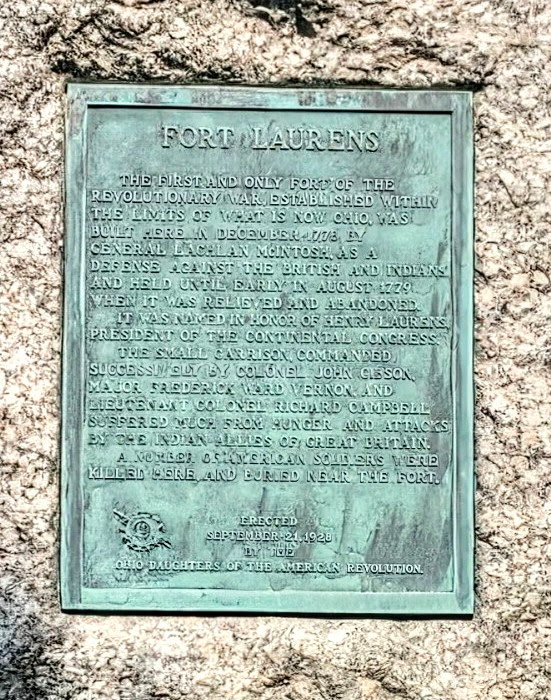 FORT LAURENS
THE FIRST AND ONLY FORT OF THE
REVOLUTIONARY WAR, ESTABLISHED WITHIN
THE LIMITS OF WHAT IS NOW OHIO, WAS
BUILT HERE IN DECEMBER 1778, BY
GENERAL LACHLAN McINTOSH, AS A
DEFENSE AGAINST THE BRITISH AND INDIANS
AND HELD UNTIL EARLY IN AUGUST 1779,
WHEN IT WAS RELIEVED AND ABANDONED.
IT WAS NAMED IN HONOR OF HENRY LAURENS,
PRESIDENT OF THE CONTINENTAL CONGRESS.
THE SMALL GARRISON, COMMANDED
SUCCESSIVELY BY COLONEL JOHN GIBSON,
MAJOR FREDERICK WARD VERNON, AND
LIEUTENANT COLONEL RICHARD CAMPBELL
SUFFERED MUCH FROM HUNGER AND ATTACKS
BY THE INDIAN ALLIES OF GREAT BRITAIN.
A NUMBER OF AMERICAN SOLDIERS WERE
KILLED HERE, AND BURIED NEAR THE FORT.
ERECTED
SEPTEMBER 21, 1928
BY THE
OHIO DAUGHTERS OF THE AMERICAN REVOLUTION.